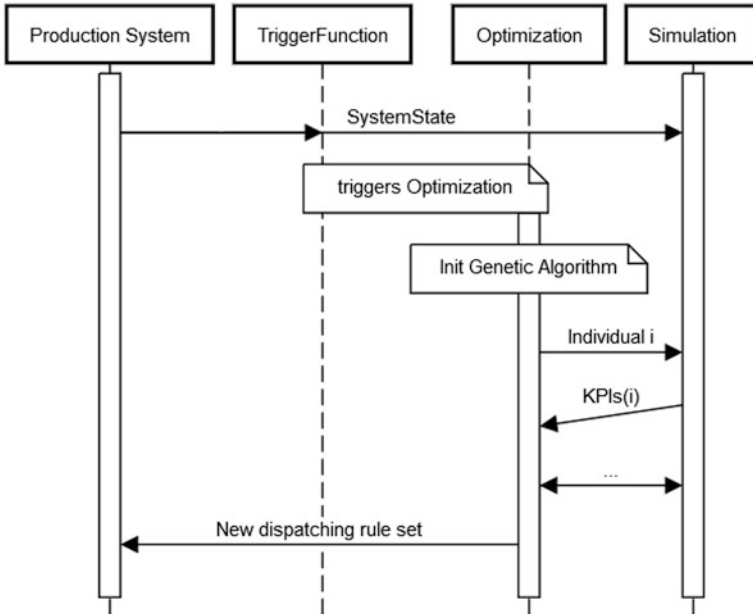 Production System
TriggerFunction
Optimization
Simulation
SystemState
triggers Optimization
Init Genetic Algorithm
Individual i
KPIs(i)
...
New dispatching rule set